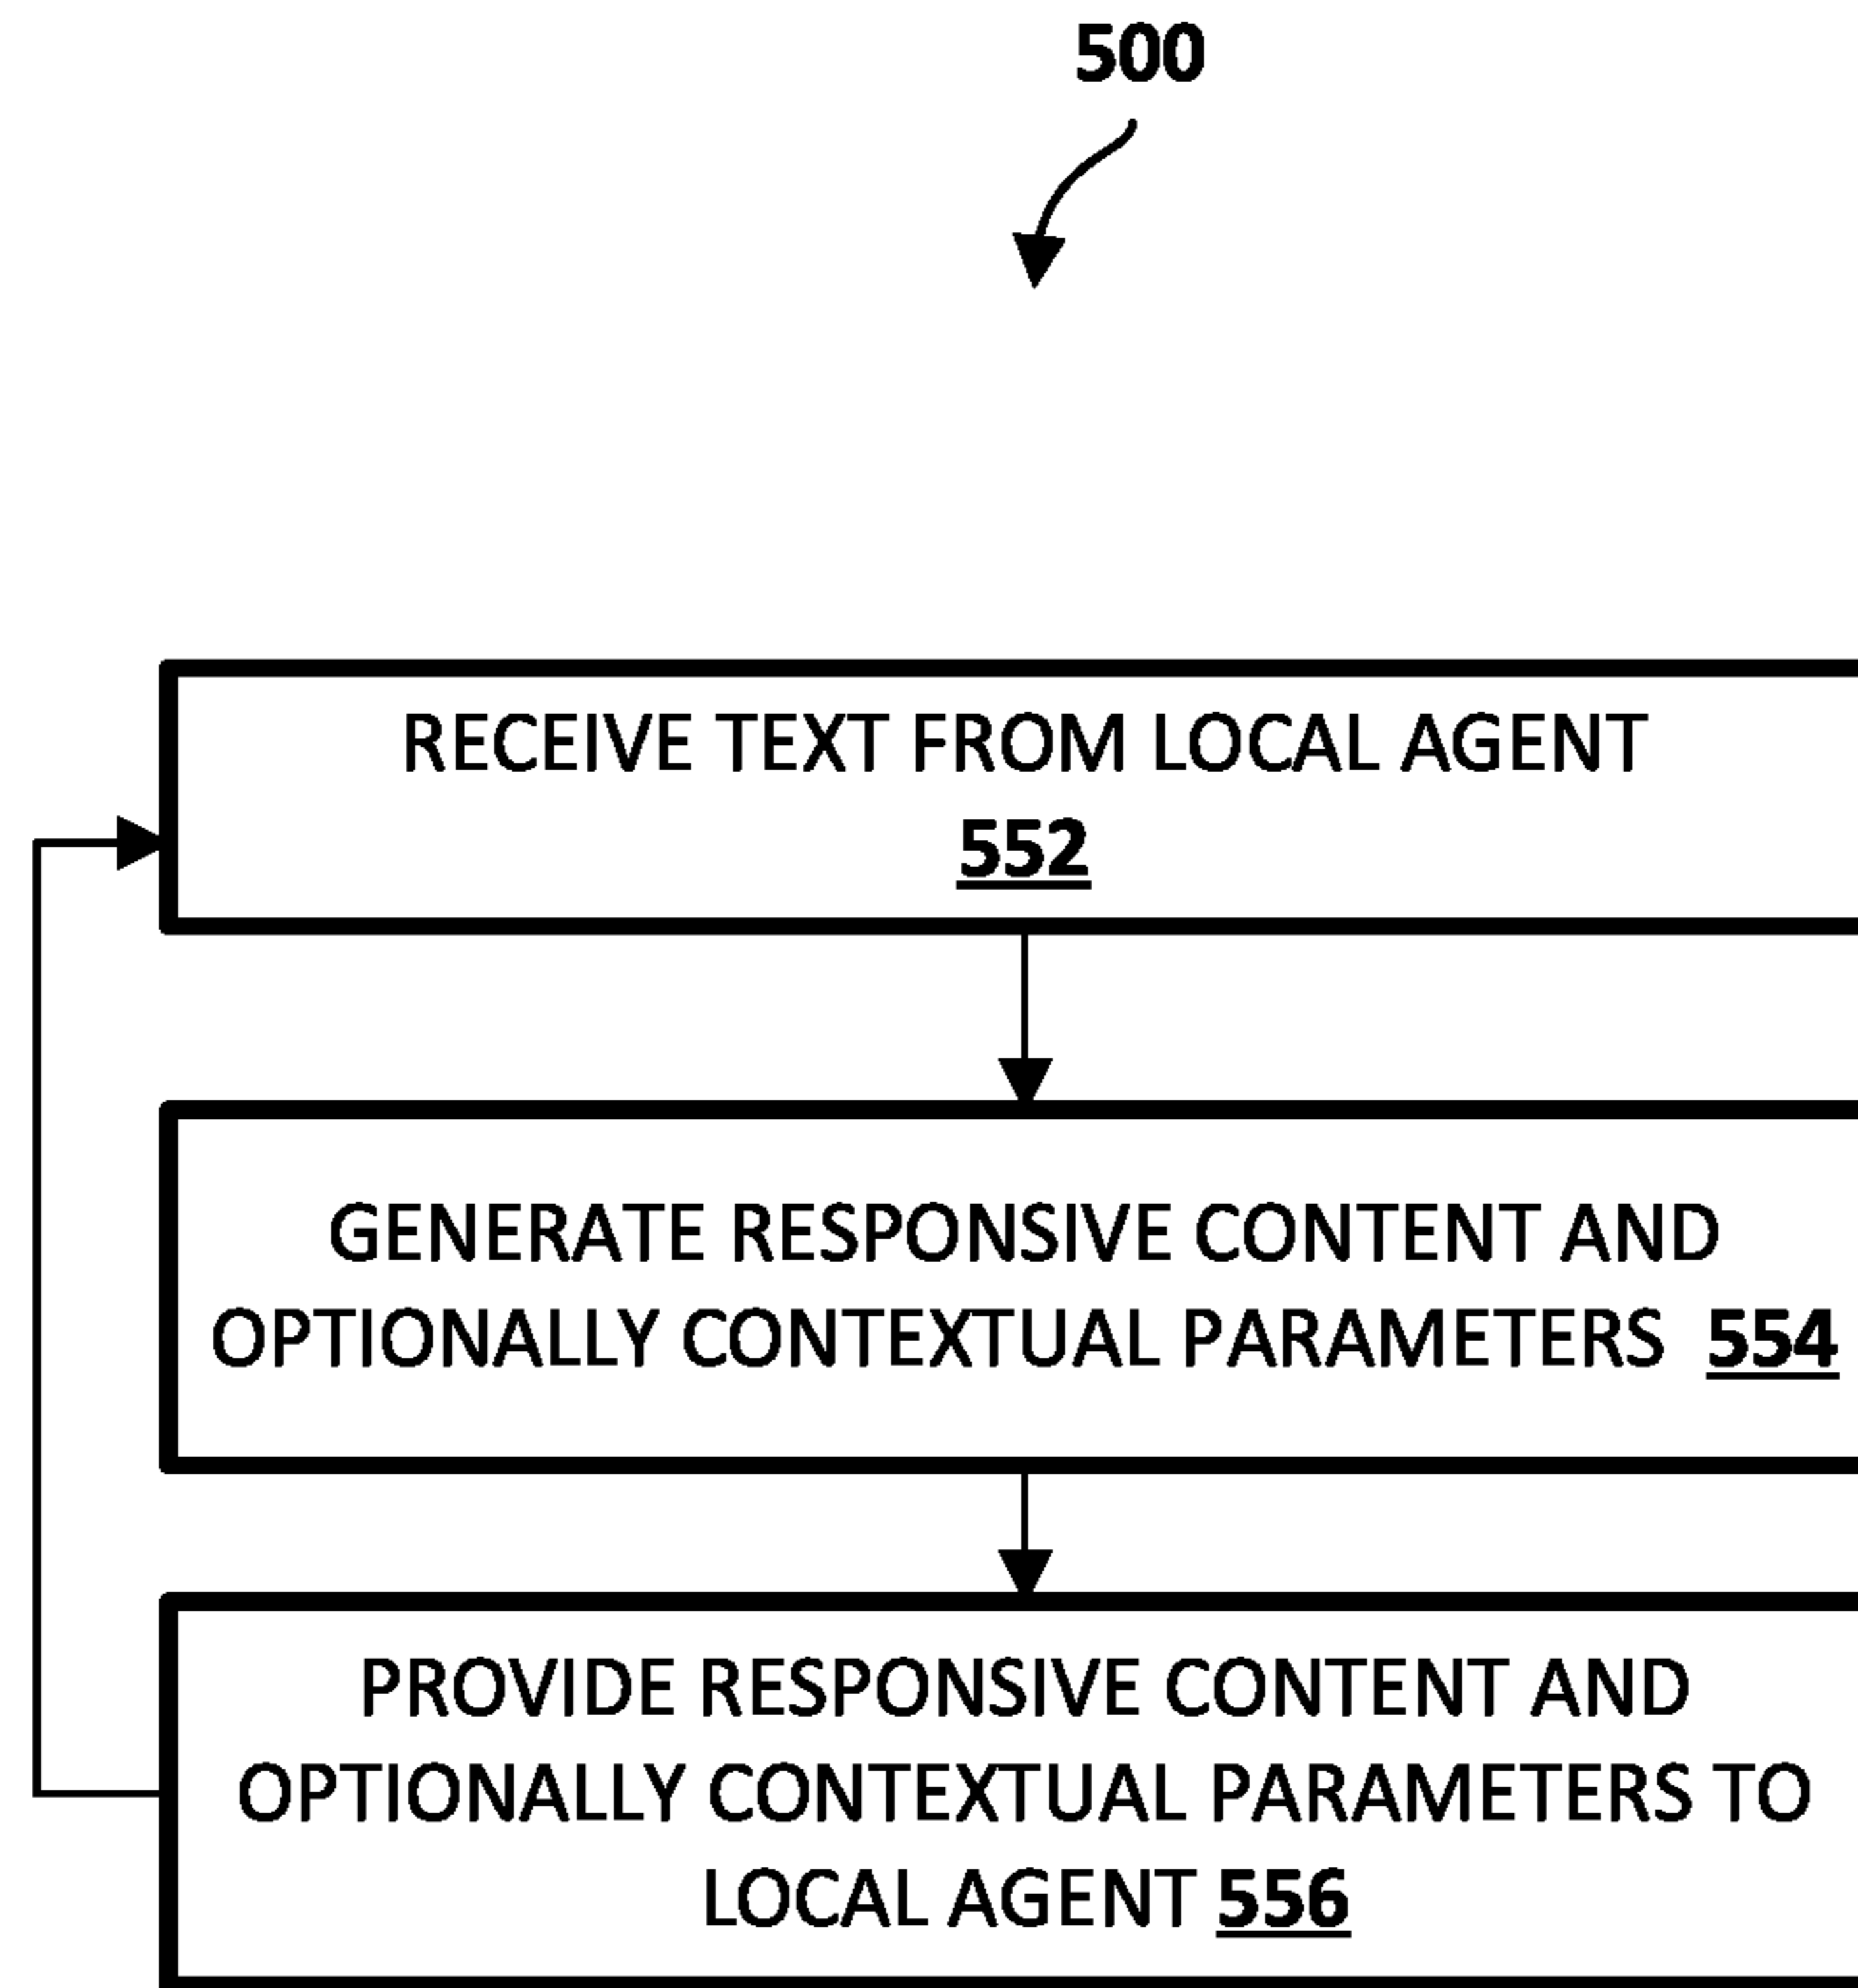 500
RECEIVE TEXT FROM LOCAL AGENT
552
GENERATE RESPONSIVE CONTENT AND
OPTIONALLY CONTEXTUAL PARAMETERS 554
PROVIDE RESPONSIVE CONTENT AND
OPTIONALLY CONTEXTUAL PARAMETERS TO
LOCAL AGENT 556